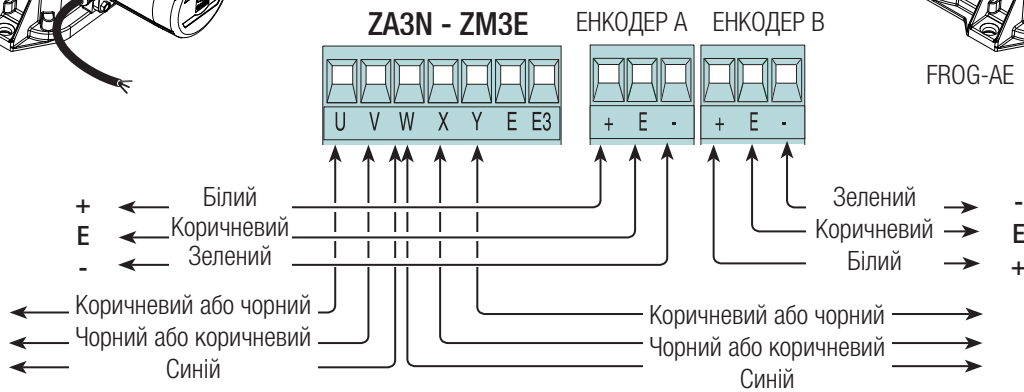 ZA3N - ZM3E
ЕНКОДЕР А
ЕНКОДЕР В
FROG-AE
U V W X Y E E3
+ E -
+ E -
+ Білий
E Коричневий
- Зелений
Зелений -
Коричневий E
Білий +
Коричневий або чорний
Чорний або коричневий
Синій
Коричневий або чорний
Чорний або коричневий
Синій